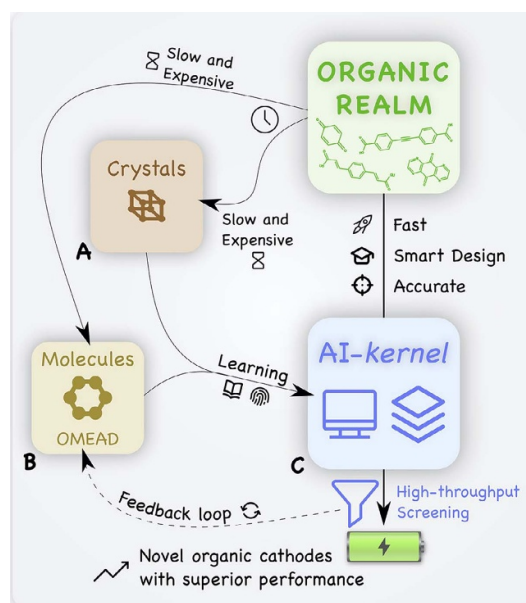 Slow and
Expensive
ORGANIC
REALM
Crystals
A
Slow and
Expensive
Fast
Smart Design
Accurate
Molecules
OMEAD
B
Learning
AI-kernel
C
High-throughput
Screening
Feedback loop
Novel organic cathodes
with superior performance